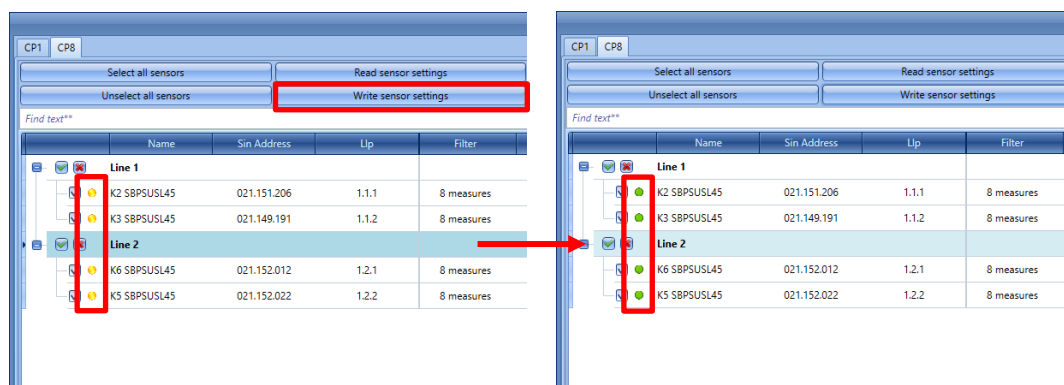 CP1 CP8
Select all sensors Read sensor settings
Unselect all sensors Write sensor settings
Find text**
Name Sin Address Llp Filter
Line 1
K2 SBPSUSL45 021.151.206 1.1.1 8 measures
K3 SBPSUSL45 021.149.191 1.1.2 8 measures
Line 2
K6 SBPSUSL45 021.152.012 1.2.1 8 measures
K5 SBPSUSL45 021.152.022 1.2.2 8 measures
CP1 CP8
Select all sensors Read sensor settings
Unselect all sensors Write sensor settings
Find text**
Name Sin Address Llp Filter
Line 1
K2 SBPSUSL45 021.151.206 1.1.1 8 measures
K3 SBPSUSL45 021.149.191 1.1.2 8 measures
Line 2
K6 SBPSUSL45 021.152.012 1.2.1 8 measures
K5 SBPSUSL45 021.152.022 1.2.2 8 measures